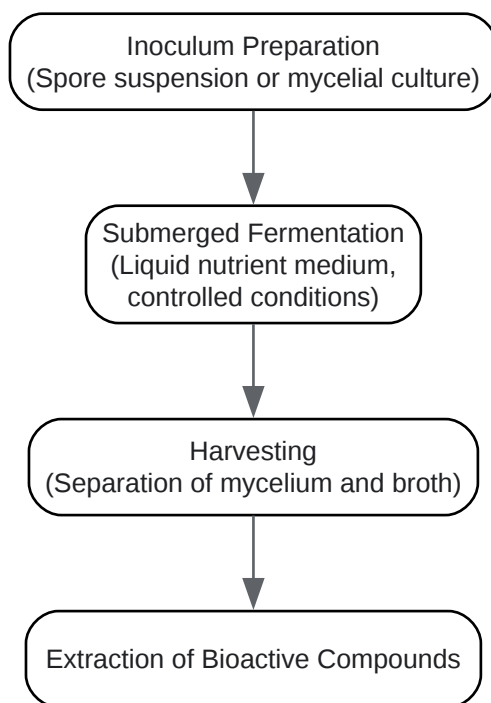 Inoculum Preparation
(Spore suspension or mycelial culture)
Submerged Fermentation
(Liquid nutrient medium,
controlled conditions)
Harvesting
(Separation of mycelium and broth)
Extraction of Bioactive Compounds